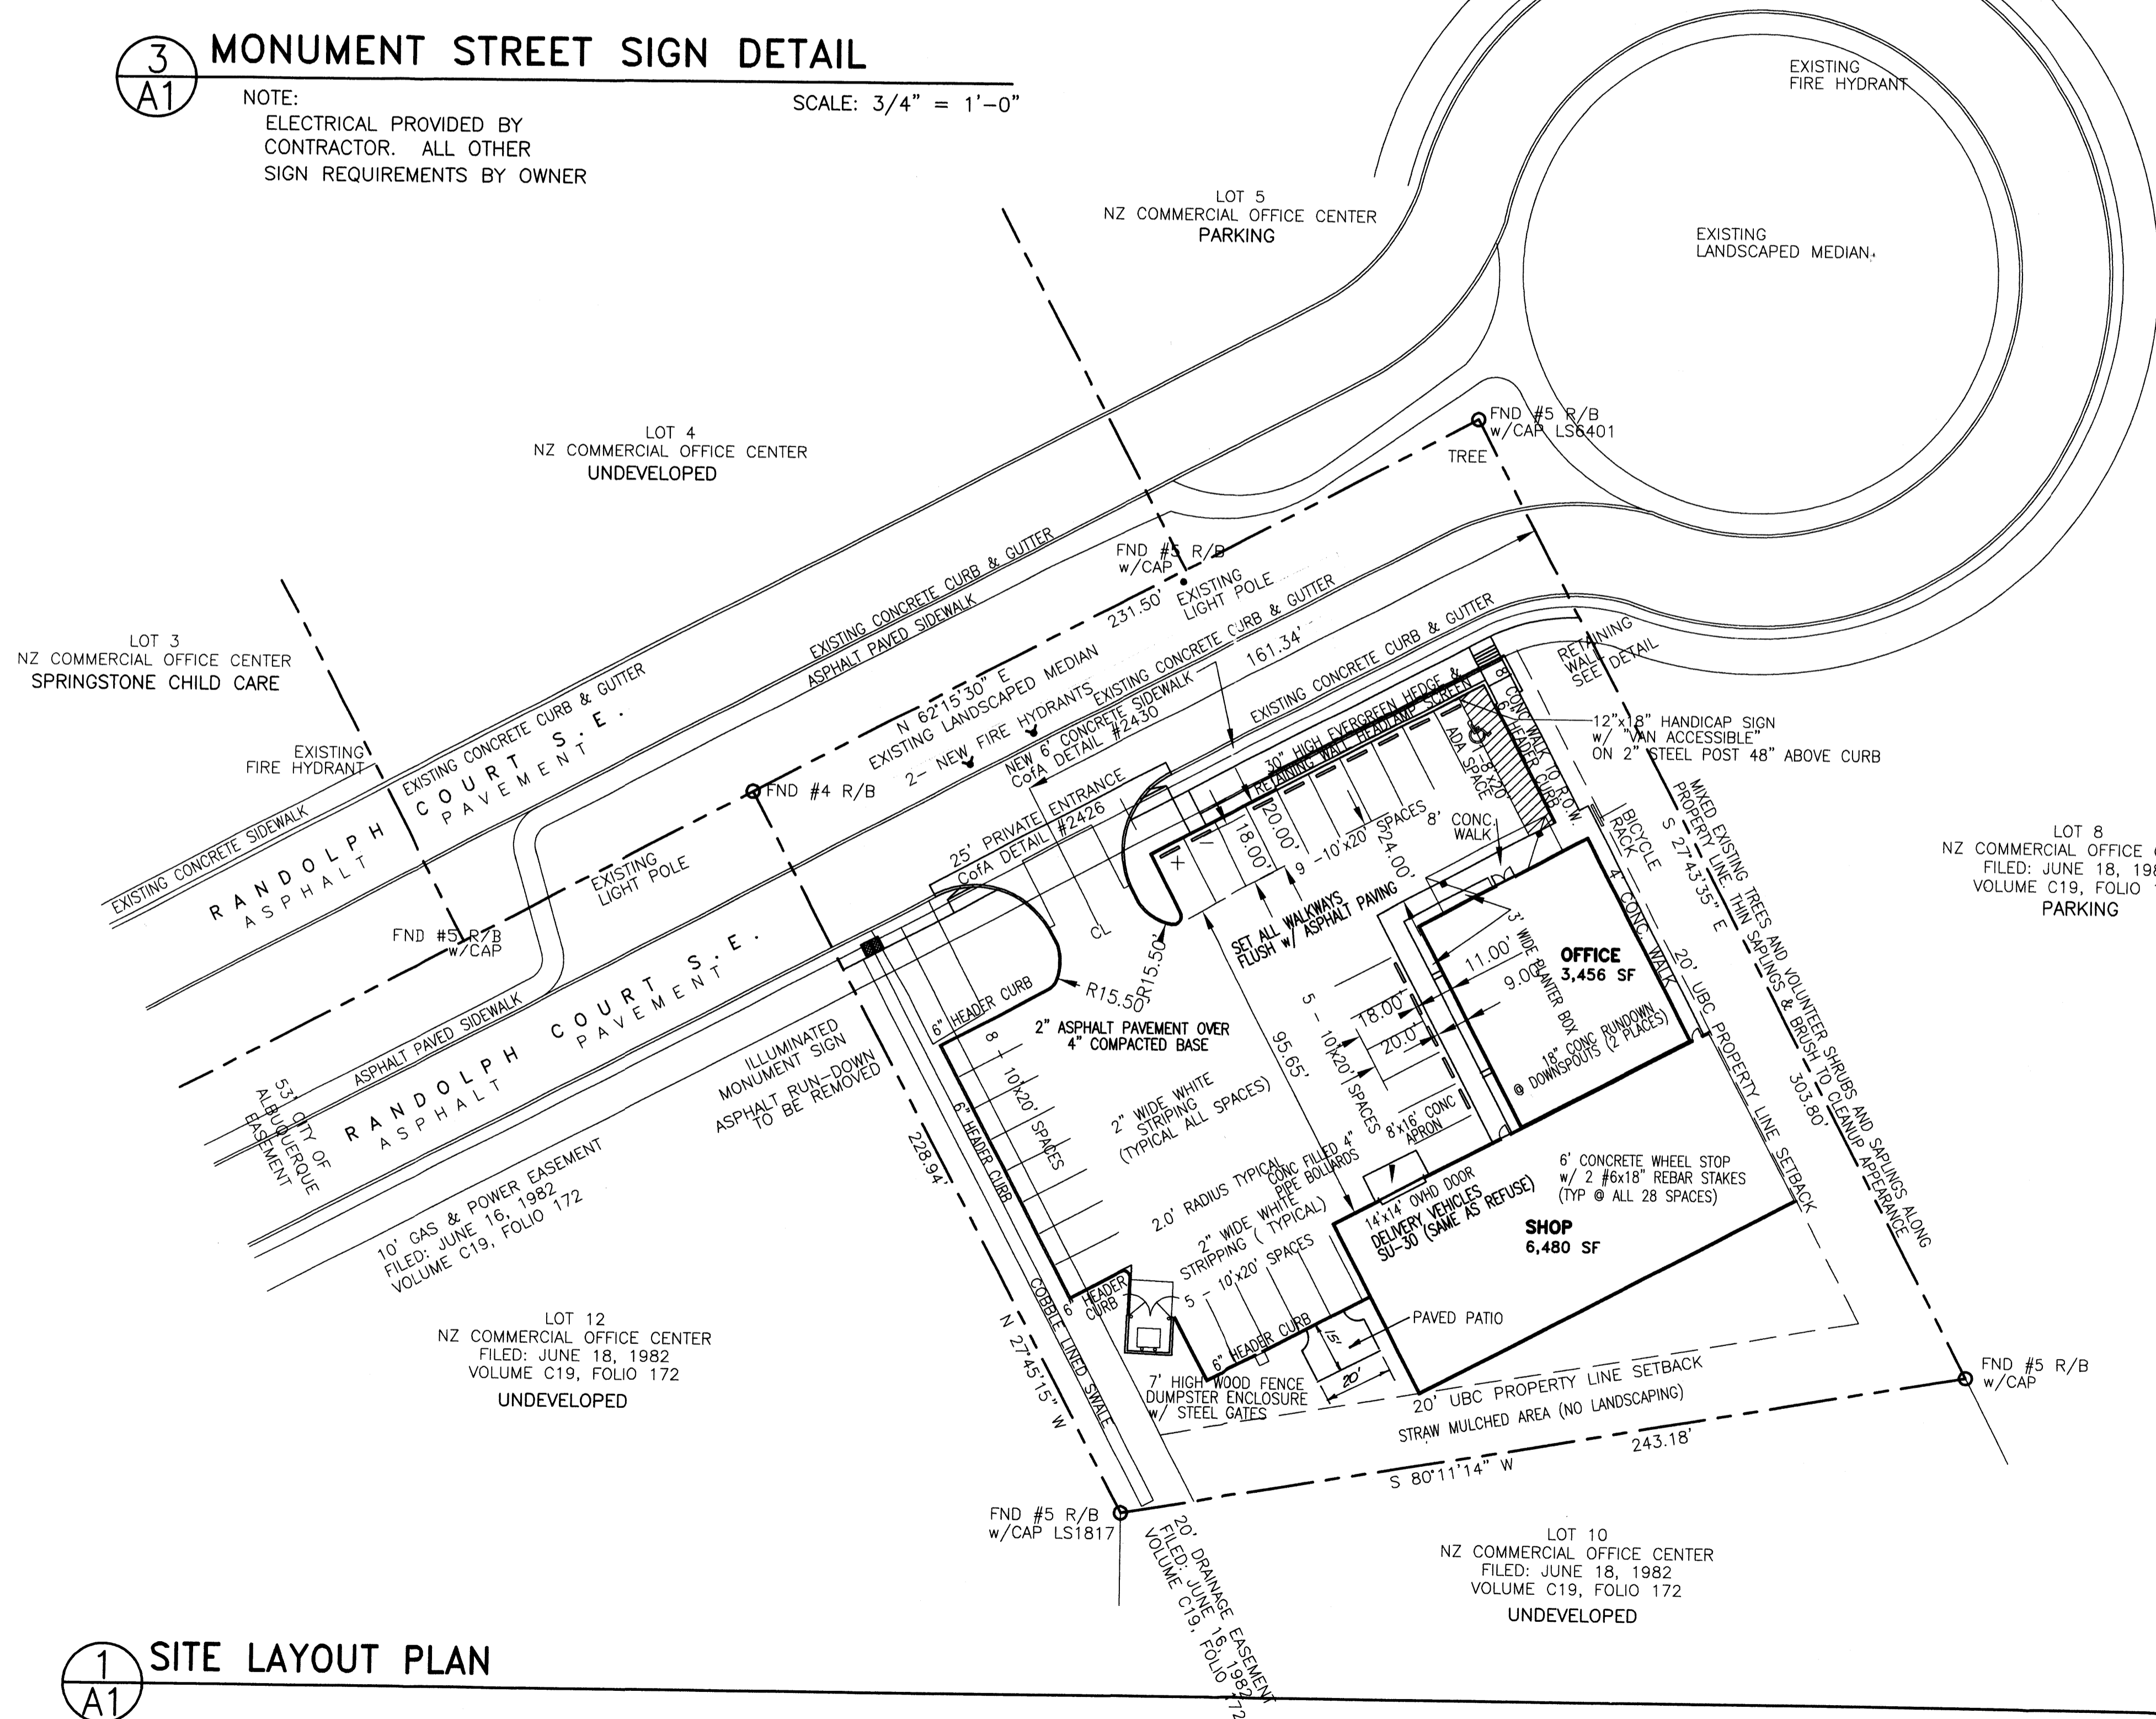 3
A1
MONUMENT STREET SIGN DETAIL
NOTE:
ELECTRICAL PROVIDED BY
CONTRACTOR. ALL OTHER
SIGN REQUIREMENTS BY OWNER
SCALE: 3/4" = 1'-0"
EXISTING
FIRE HYDRANT
LOT 5
NZ COMMERCIAL OFFICE CENTER
PARKING
EXISTING
LANDSCAPED MEDIAN
LOT 4
NZ COMMERCIAL OFFICE CENTER
UNDEVELOPED
FND #5 R/B
w/CAP LS6401
TREE
FND #5 R/B
w/CAP
EXISTING
LIGHT POLE
231.50'
N 62°15'30" E
EXISTING LANDSCAPED MEDIAN
2- NEW FIRE HYDRANTS
EXISTING CONCRETE CURB & GUTTER
ASPHALT PAVED SIDEWALK
EXISTING CONCRETE CURB & GUTTER
NEW 6' CONCRETE SIDEWALK
CofA DETAIL #2430
161.34'
EXISTING CONCRETE CURB & GUTTER
LOT 3
NZ COMMERCIAL OFFICE CENTER
SPRINGSTONE CHILD CARE
EXISTING
FIRE HYDRANT
EXISTING CONCRETE CURB & GUTTER
EXISTING CONCRETE SIDEWALK
RANDOLPH COURT S.E.
ASPHALT PAVEMENT
FND #4 R/B
EXISTING
LIGHT POLE
FND #5 R/B
w/CAP
25' PRIVATE ENTRANCE
CofA DETAIL #2426
RETAINING
WALL
SEE DETAIL
30" HIGH EVERGREEN HEDGE &
RETAINING WALL HEADLAMP SCREEN
8' CONC WALK TO R.O.W.
6" HEADER CURB
1-8'x20'
ADA SPACE
12"x18" HANDICAP SIGN
w/ "VAN ACCESSIBLE"
ON 2" STEEL POST 48" ABOVE CURB
18.00'
20.00'
9 -10'x20' SPACES
24.00'
8' CONC.
WALK
BICYCLE
RACK
MIXED EXISTING TREES AND VOLUNTEER SHRUBS AND SAPLINGS ALONG
PROPERTY LINE. THIN SAPLINGS & BRUSH TO CLEANUP APPEARANCE
S 27°43'35" E
303.80'
LOT 8
NZ COMMERCIAL OFFICE
FILED: JUNE 18, 198
VOLUME C19, FOLIO
PARKING
CL
SET ALL WALKWAYS
FLUSH w/ ASPHALT PAVING
R15.50'
R15.50'
3' WIDE PLANTER BOX
OFFICE
3,456 SF
11.00'
9.00'
4' CONC. WALK
20' UBC PROPERTY LINE SETBACK
18" CONC RUNDOWN
@ DOWNSPOUTS (2 PLACES)
18.00'
20.0'
5 - 10'x20' SPACES
95.65'
ASPHALT PAVED SIDEWALK
RANDOLPH COURT S.E.
ASPHALT PAVEMENT
53' CITY OF
ALBUQUERQUE
EASEMENT
6" HEADER CURB
2" ASPHALT PAVEMENT OVER
4" COMPACTED BASE
8 - 10'x20' SPACES
ILLUMINATED
MONUMENT SIGN
ASPHALT RUN-DOWN
TO BE REMOVED
228.94'
N 27°45'15" W
6" HEADER CURB
COBBLE LINED SWALE
2" WIDE WHITE
STRIPING
(TYPICAL ALL SPACES)
2.0' RADIUS TYPICAL
CONC FILLED 4"
PIPE BOLLARDS
2" WIDE WHITE
STRIPPING ( TYPICAL)
5 - 10'x20' SPACES
8'x16' CONC
APRON
14'x14' OVHD DOOR
DELIVERY VEHICLES
SU-30 (SAME AS REFUSE)
6' CONCRETE WHEEL STOP
w/ 2 #6x18" REBAR STAKES
(TYP @ ALL 28 SPACES)
SHOP
6,480 SF
10' GAS & POWER EASEMENT
FILED: JUNE 16, 1982
VOLUME C19, FOLIO 172
6" HEADER
CURB
6" HEADER CURB
PAVED PATIO
15'
20'
7' HIGH WOOD FENCE
DUMPSTER ENCLOSURE
w/ STEEL GATES
20' UBC PROPERTY LINE SETBACK
STRAW MULCHED AREA (NO LANDSCAPING)
243.18'
S 80°11'14" W
FND #5 R/B
w/CAP
LOT 12
NZ COMMERCIAL OFFICE CENTER
FILED: JUNE 18, 1982
VOLUME C19, FOLIO 172
UNDEVELOPED
FND #5 R/B
w/CAP LS1817
20' DRAINAGE EASEMENT
FILED: JUNE 16, 1982
VOLUME C19, FOLIO 172
LOT 10
NZ COMMERCIAL OFFICE CENTER
FILED: JUNE 18, 1982
VOLUME C19, FOLIO 172
UNDEVELOPED
1
A1
SITE LAYOUT PLAN